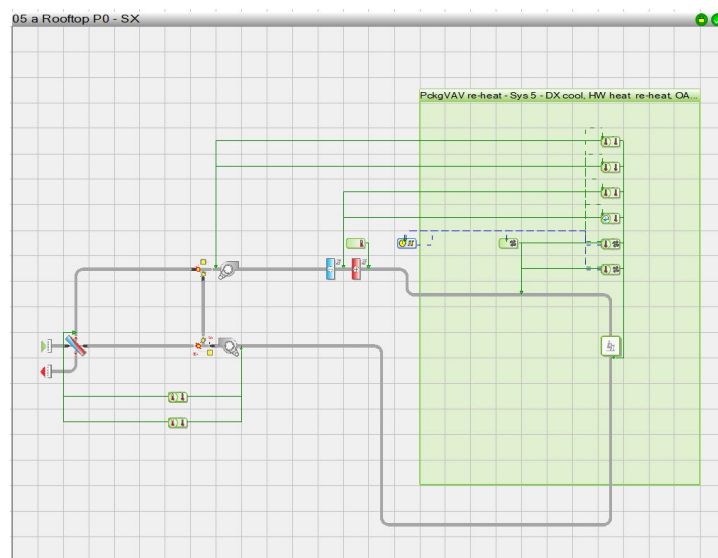 05 a Rooftop P0 - SX
PckgVAV re-heat - Sys 5 - DX cool, HW heat re-heat, OA...